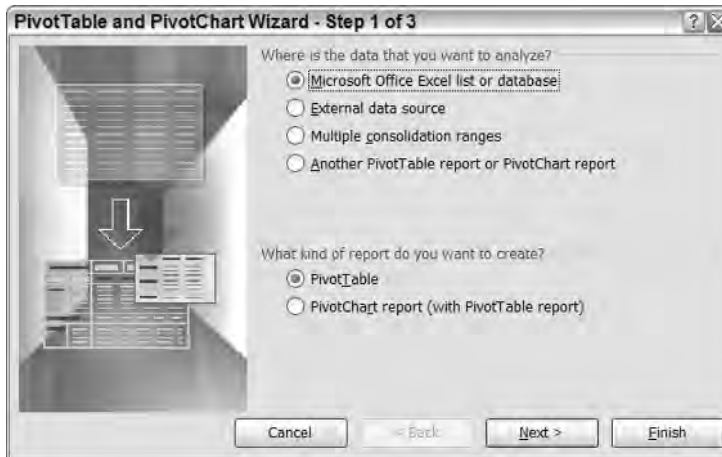 PivotTable and PivotChart Wizard - Step 1 of 3
Where is the data that you want to analyze?
Microsoft Office Excel list or database
External data source
Multiple consolidation ranges
Another PivotTable report or PivotChart report
What kind of report do you want to create?
PivotTable
PivotChart report (with PivotTable report)
Cancel
< Back
Next >
Finish